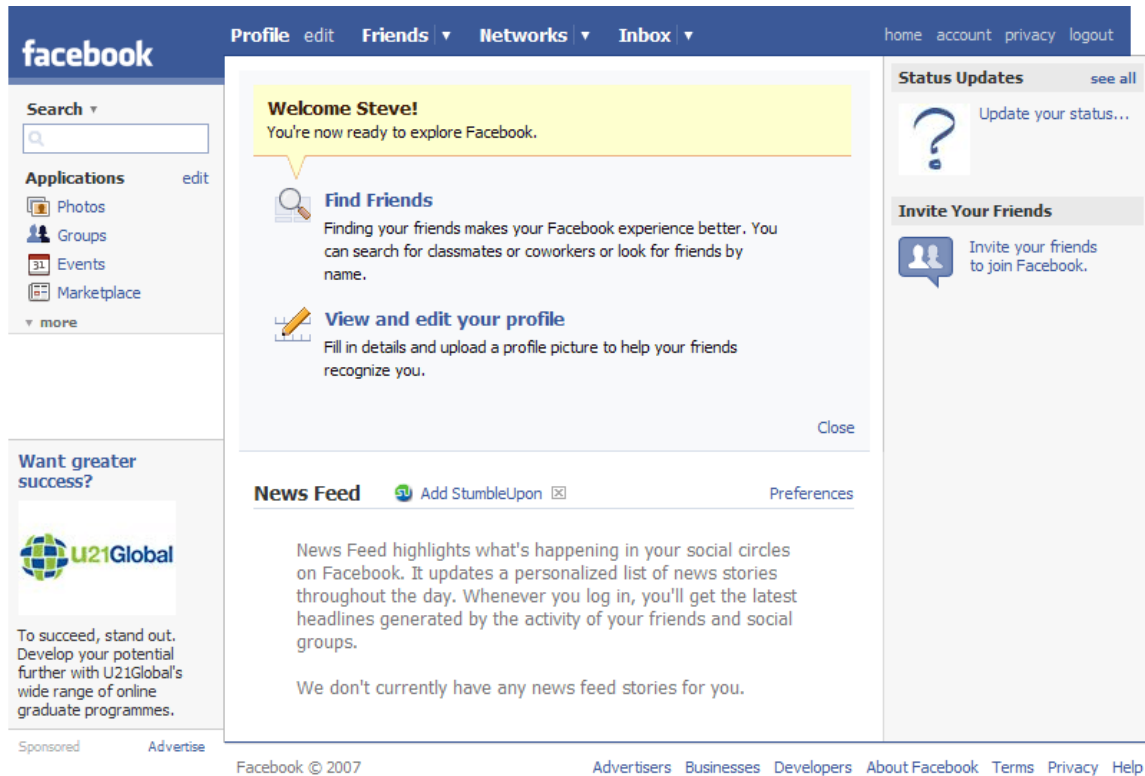 facebook
Profile edit Friends Networks Inbox
home account privacy logout
Search
Applications edit
Photos
Groups
31 Events
Marketplace
more
Want greater
success?
U21Global
To succeed, stand out.
Develop your potential
further with U21Global's
wide range of online
graduate programmes.
Sponsored Advertise
Welcome Steve!
You're now ready to explore Facebook.
Find Friends
Finding your friends makes your Facebook experience better. You
can search for classmates or coworkers or look for friends by
name.
View and edit your profile
Fill in details and upload a profile picture to help your friends
recognize you.
Close
News Feed Add StumbleUpon Preferences
News Feed highlights what's happening in your social circles
on Facebook. It updates a personalized list of news stories
throughout the day. Whenever you log in, you'll get the latest
headlines generated by the activity of your friends and social
groups.
We don't currently have any news feed stories for you.
Status Updates see all
?
Update your status...
Invite Your Friends
Invite your friends
to join Facebook.
Facebook © 2007
Advertisers Businesses Developers About Facebook Terms Privacy Help